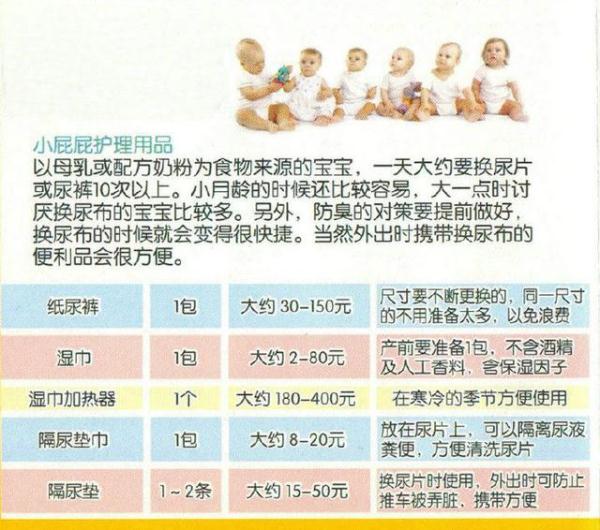 小屁屁护理用品
以母乳或配方奶粉为食物来源的宝宝，一天大约要换尿片
或尿裤10次以上。小月龄的时候还比较容易，大一点时讨
厌换尿布的宝宝比较多。另外，防臭的对策要提前做好，
换尿布的时候就会变得很快捷。当然外出时携带换尿布的
便利品会很方便。
纸尿裤 1包 大约 30-150元 尺寸要不断更换的，同一尺寸
的不用准备太多，以免浪费
湿巾 1包 大约 2-80元 产前要准备1包，不含酒精
及人工香料，含保湿因子
湿巾加热器 1个 大约 180-400元 在寒冷的季节方便使用
隔尿垫巾 1包 大约 8-20元 放在尿片上，可以隔离尿液
粪便，方便清洗尿片
隔尿垫 1~2条 大约 15-50元 换尿片时使用，外出时可防止
推车被弄脏，携带方便